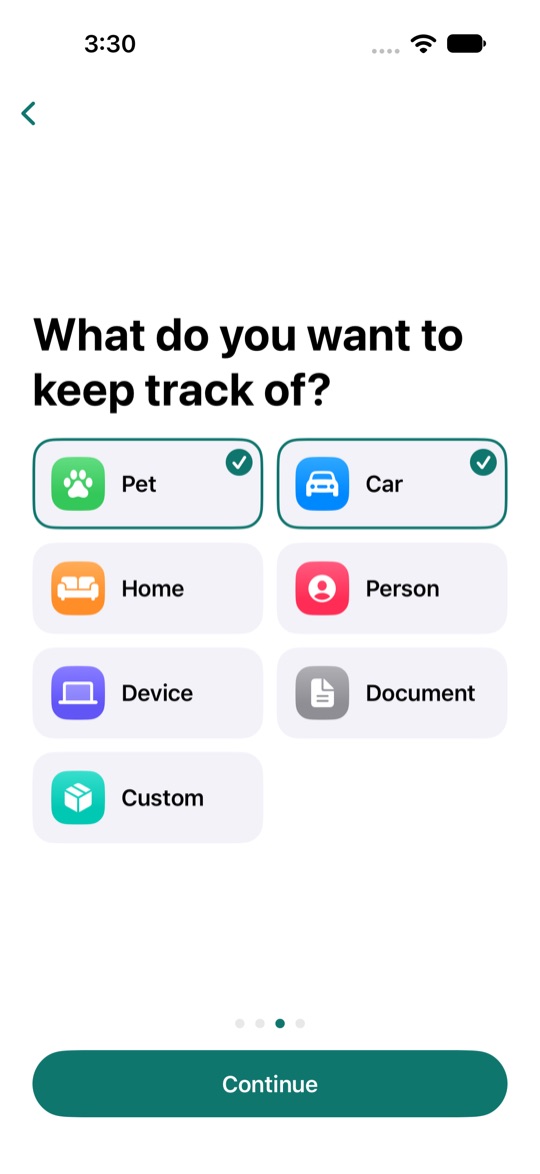 3:30
What do you want to
keep track of?
Pet
Car
Home
Person
Device
Document
Custom
Continue